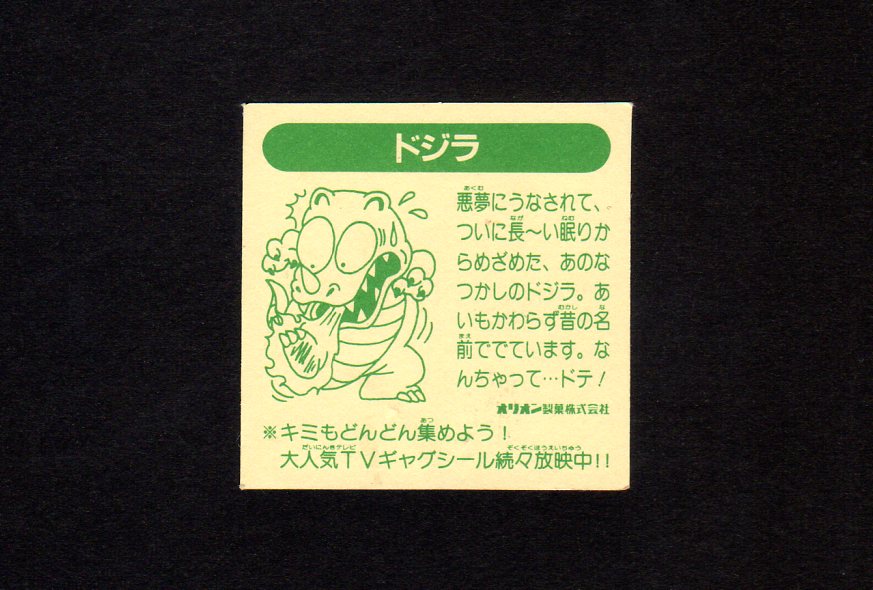 ドジラ
悪夢にうなされて、
ついに長〜い眠りか
らめざめた、あのな
つかしのドジラ。あ
いもかわらず昔の名
前ででています。な
んちゃって…ドテ！
オリオン製菓株式会社
※キミもどんどん集めよう！
大人気TVギャグシール続々放映中!!